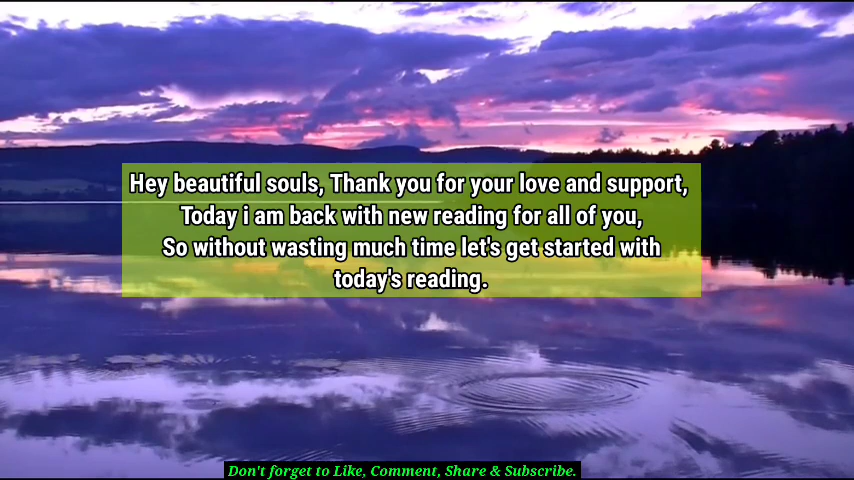 Hey beautiful souls, Thank you for your love and support,
Today i am back with new reading for all of you,
So without wasting much time let's get started with
today's reading.
Don't forget to Like, Comment, Share & Subscribe.